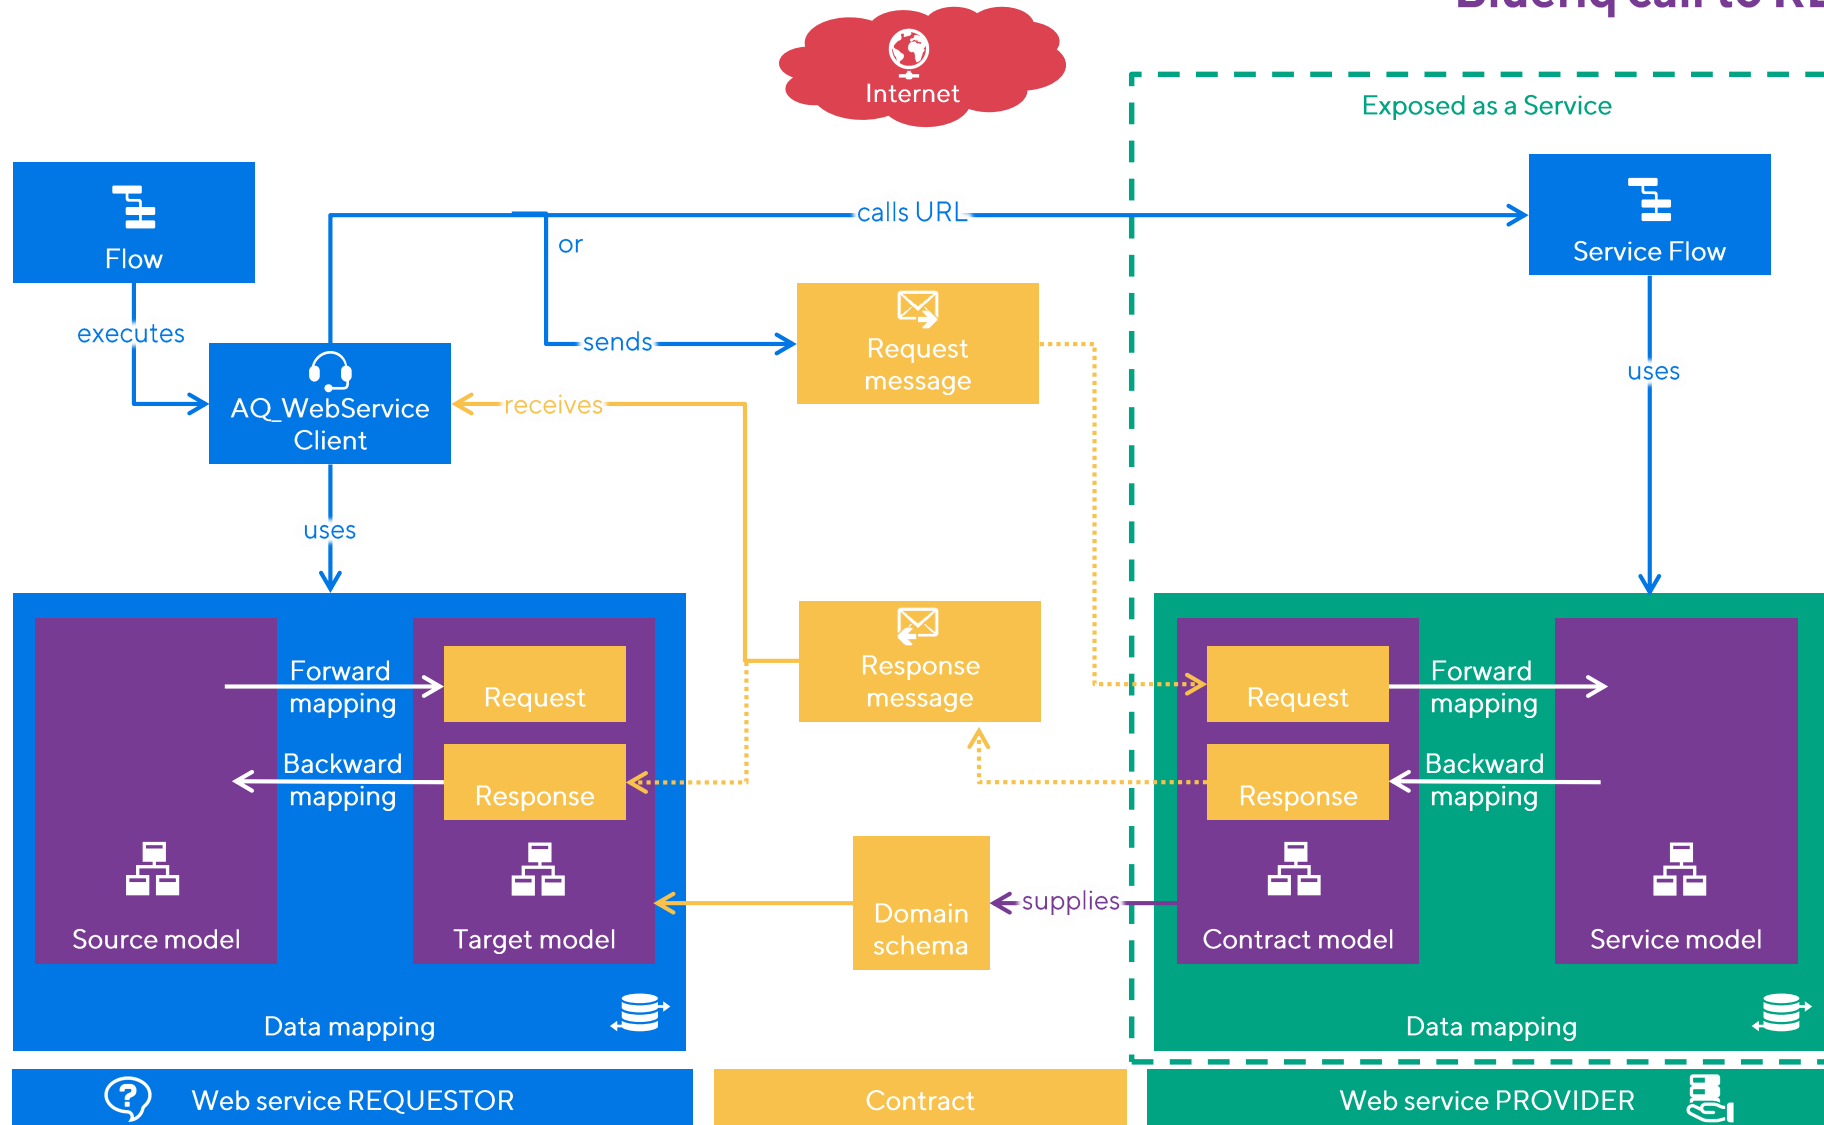 Internet
Exposed as a Service
Flow
calls URL
or
Service Flow
executes
sends
Request
message
uses
AQ_WebService
Client
receives
uses
Forward
mapping
Request
Response
message
Request
Forward
mapping
Backward
mapping
Response
Response
Backward
mapping
Source model
Target model
Domain
schema
supplies
Contract model
Service model
Data mapping
Data mapping
Web service REQUESTOR
Contract
Web service PROVIDER